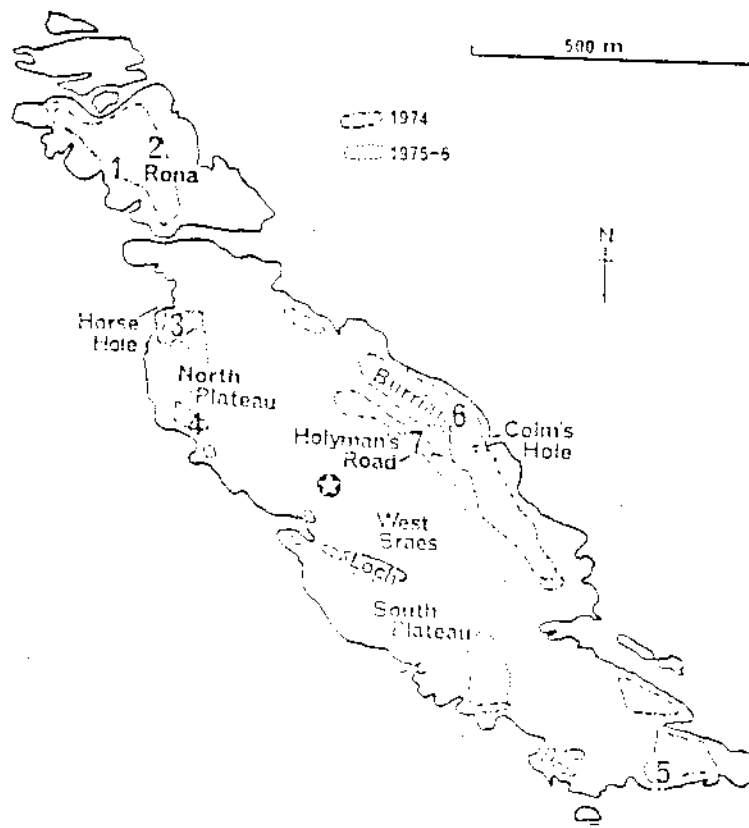 500 m
1974
1975-6
1
2
Rona
N
Horse
Hole
3
North
Plateau
4
Burrian
6
7
Colm's
Hole
Holyman's
Road
West
Braes
Loch
South
Plateau
5